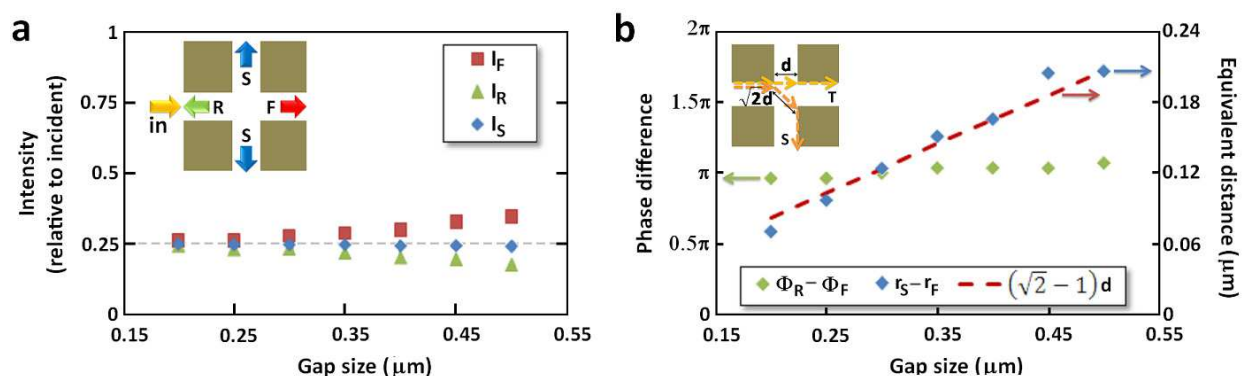 a
1
0.75
0.5
0.25
0
Intensity
(relative to incident)
S
R
F
in
S
I_F
I_R
I_S
0.15
0.25
0.35
0.45
0.55
Gap size (μm)
b
2π
1.5π
π
0.5π
0
Phase difference
d
√2d
T
S
Φ_R − Φ_F
r_S − r_F
(√2 − 1)d
0.24
0.18
0.12
0.06
0
Equivalent distance
(μm)
0.15
0.25
0.35
0.45
0.55
Gap size (μm)